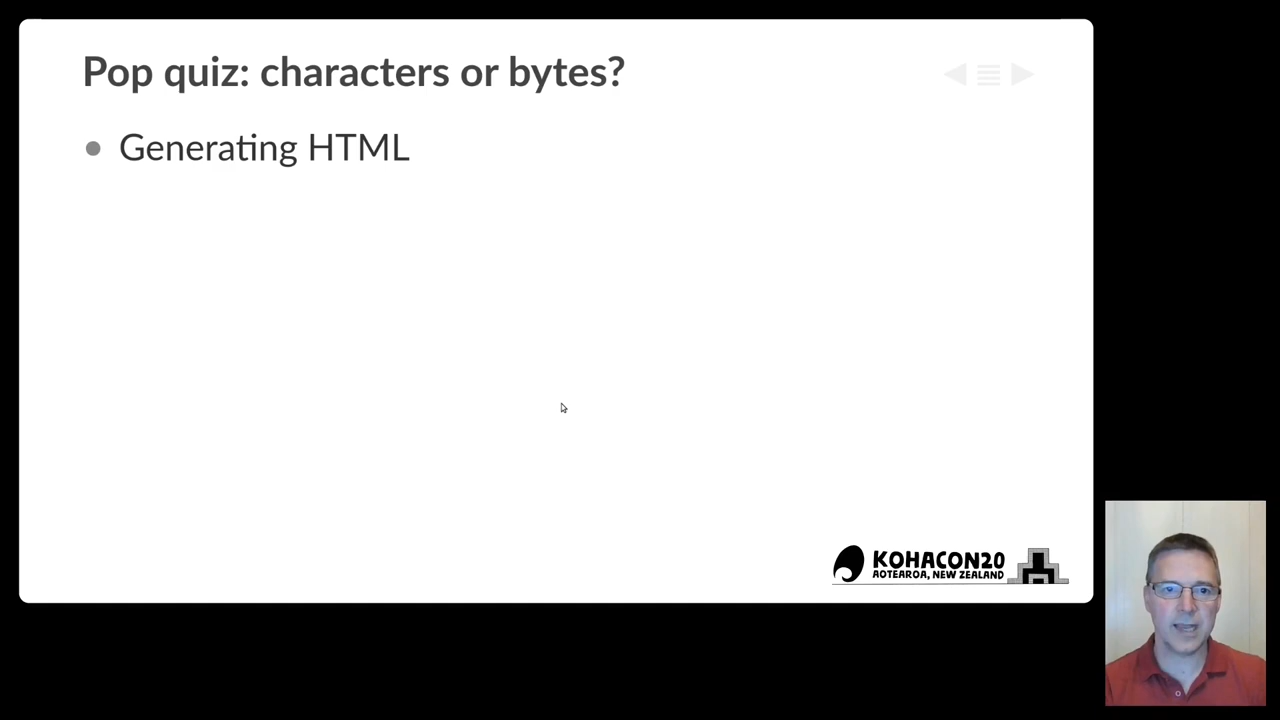 Pop quiz: characters or bytes?
Generating HTML
KOHACON20
AOTEAROA, NEW ZEALAND